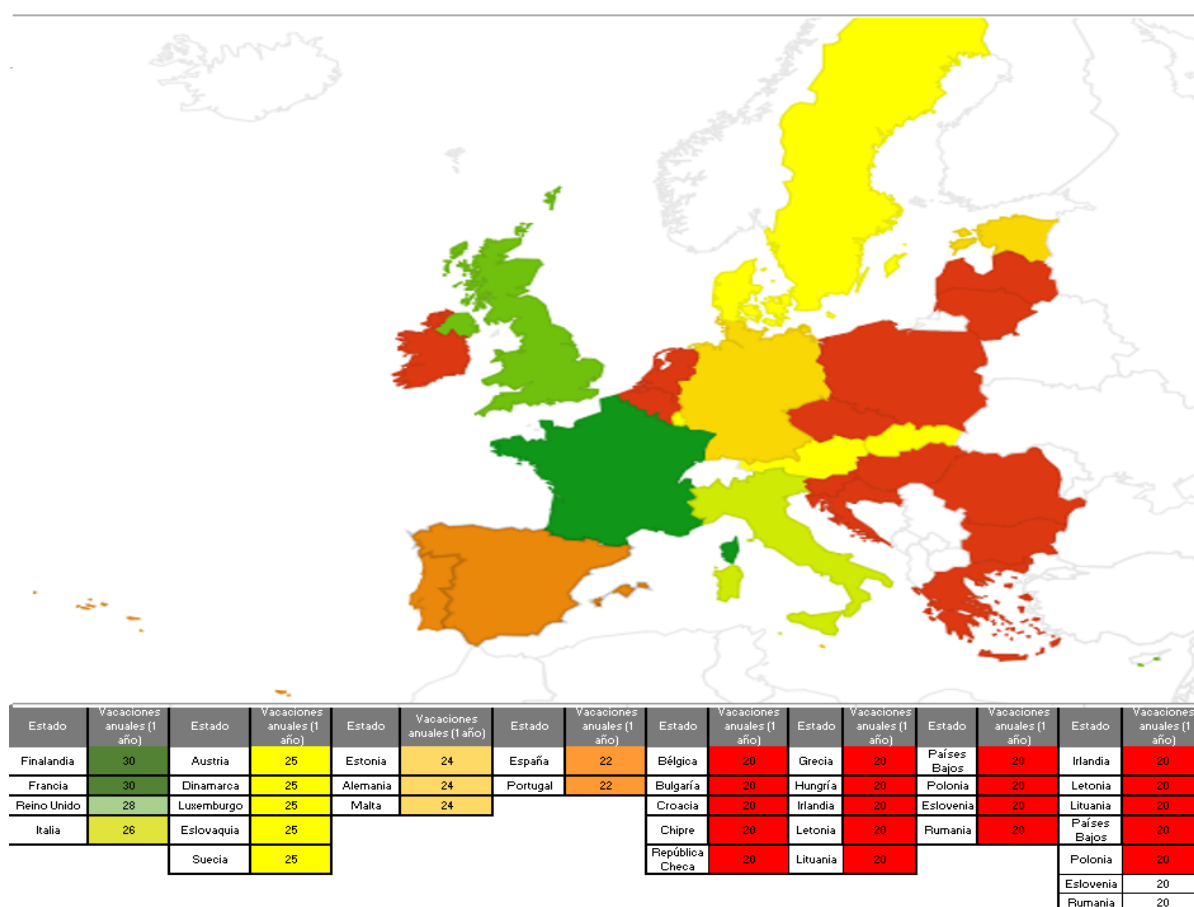 Estado Vacaciones anuales (1 año) Estado Vacaciones anuales (1 año) Estado Vacaciones anuales (1 año) Estado Vacaciones anuales (1 año) Estado Vacaciones anuales (1 año) Estado Vacaciones anuales (1 año) Estado Vacaciones anuales (1 año) Estado Vacaciones anuales (1 año)
Finalandia 30 Austria 25 Estonia 24 España 22 Bélgica 20 Grecia 20 Países Bajos 20 Irlandia 20
Francia 30 Dinamarca 25 Alemania 24 Portugal 22 Bulgaría 20 Hungría 20 Polonia 20 Letonia 20
Reino Unido 28 Luxemburgo 25 Malta 24 Croacia 20 Irlandia 20 Eslovenia 20 Lituania 20
Italia 26 Eslovaquia 25 Chipre 20 Letonia 20 Rumania 20 Países Bajos 20
Suecia 25 República Checa 20 Lituania 20 Polonia 20
Eslovenia 20
Rumania 20